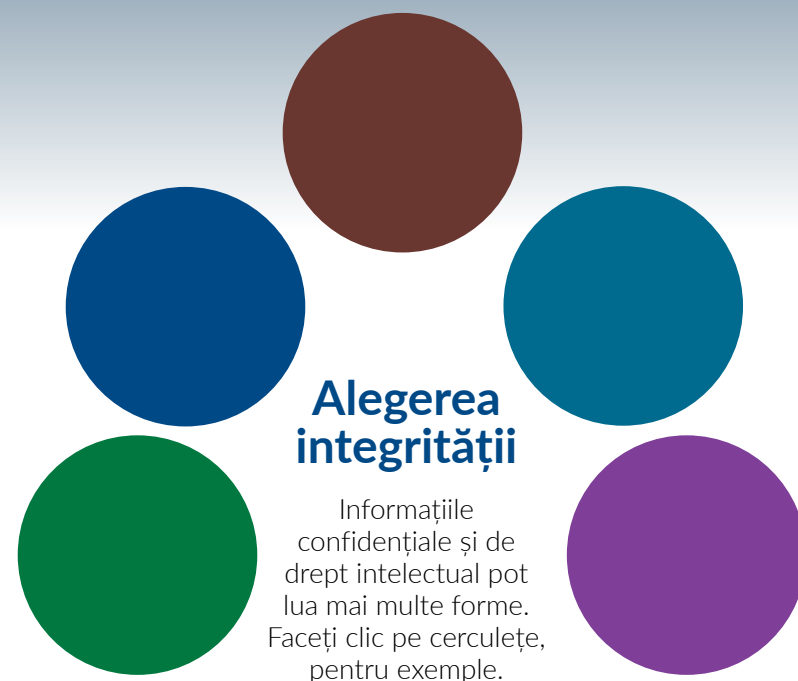 Alegerea
integrității
Informațiile
confidențiale și de
drept intelectual pot
lua mai multe forme.
Faceți clic pe cerculețe,
pentru exemple.